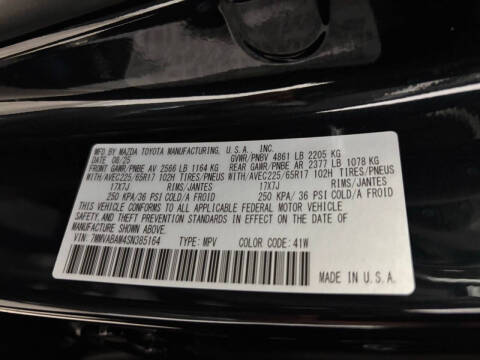 MFD. BY MAZDA TOYOTA MANUFACTURING, U.S.A., INC.
DATE 08/25 GVWR/PNBV 4861 LB 2205 KG
FRONT GAWR/PNBE AV 2566 LB 1164 KG REAR GAWR/PNBE AR 2377 LB 1078 KG
WITH/AVEC225/65R17 102H TIRES/PNEUS WITH/AVEC225/65R17 102H TIRES/PNEUS
17X7J RIMS/JANTES 17X7J RIMS/JANTES
250 KPA/36 PSI COLD/A FROID 250 KPA/ 36 PSI COLD/A FROID
THIS VEHICLE CONFORMS TO ALL APPLICABLE FEDERAL MOTOR VEHICLE
SAFETY STANDARDS IN EFFECT ON THE DATE OF
MANUFACTURE SHOWN ABOVE.
VIN: 7MMVABAM4SN385164 TYPE: MPV COLOR CODE: 41W
MADE IN U.S.A.